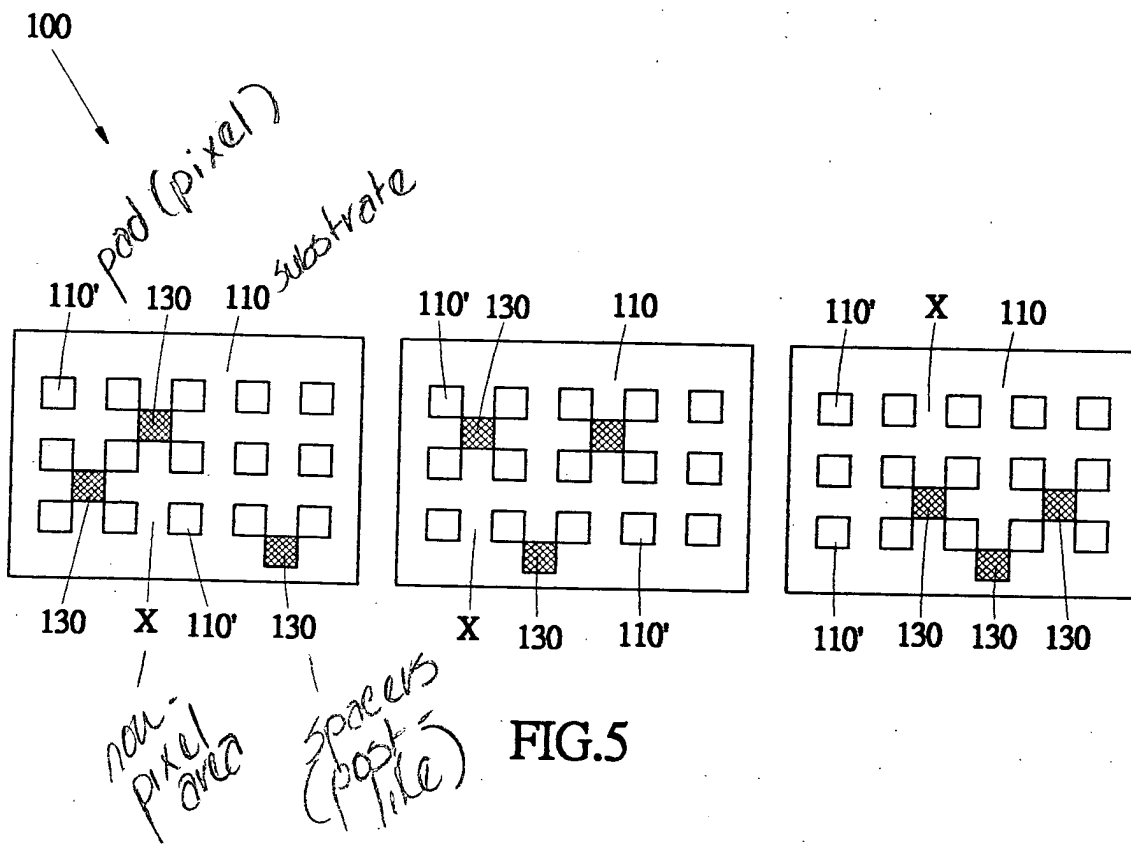 100
pad (pixel)
substrate
110' 130 110
110' 130 110
110' X 110
130 X 110' 130
X 130 110'
110' 130 130 130
non-
pixel
area
spacers
(post-
like)
FIG.5